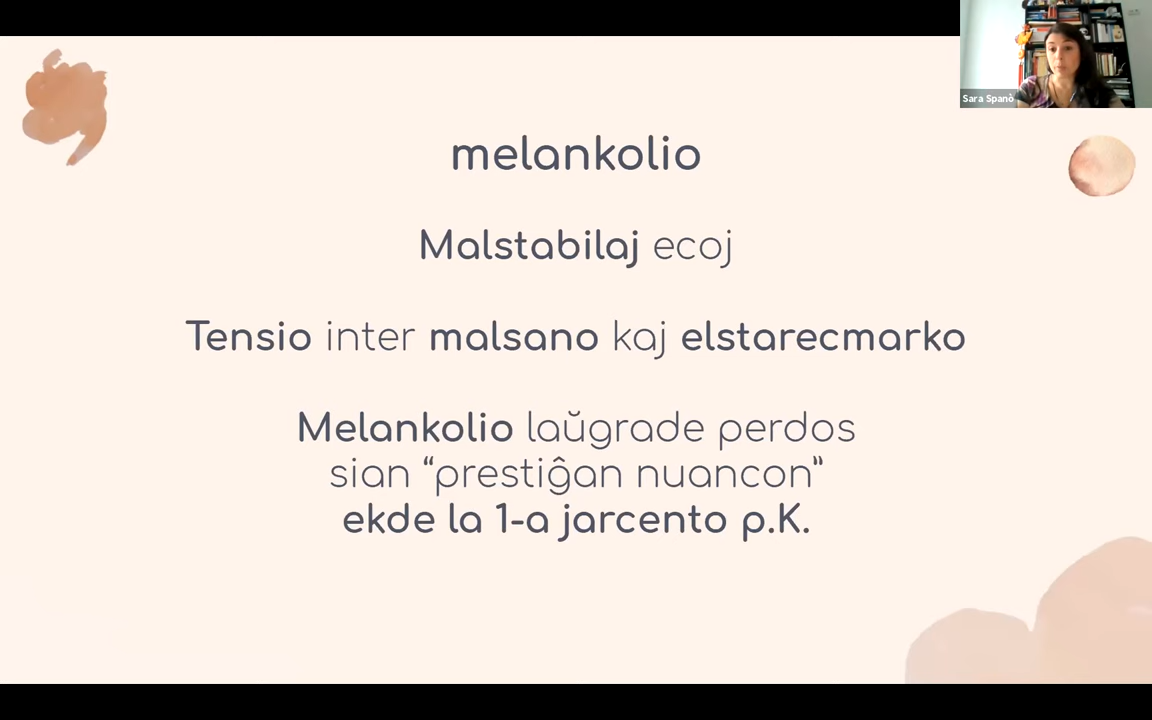 Sara Spanò
melankolio
Malstabilaj ecoj
Tensio inter malsano kaj elstarecmarko
Melankolio laŭgrade perdos
sian “prestiĝan nuancon”
ekde la 1-a jarcento p.K.